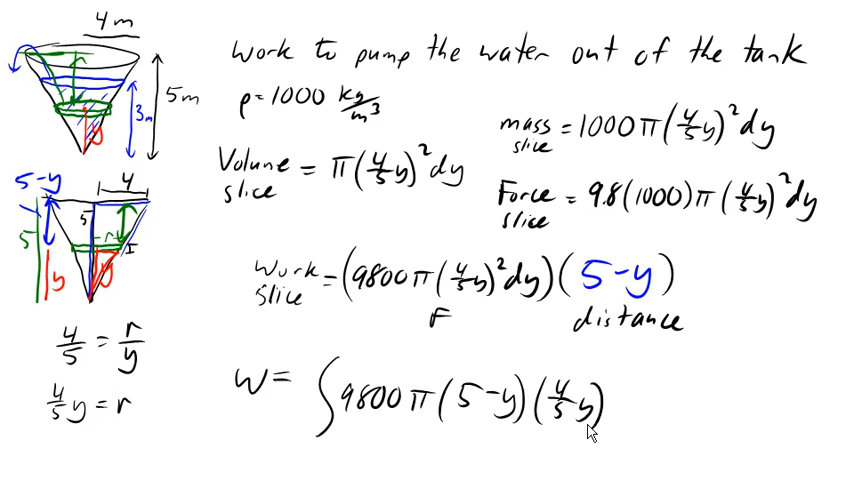 4m
5m
3m
y
r
Work to pump the water out of the tank
ρ = 1000 kg/m³
mass slice = 1000π(4/5 y)² dy
Volume slice = π(4/5 y)² dy
Force slice = 9.8(1000)π(4/5 y)² dy
5-y
4
5
5
r
y
y
Work slice = (9800π(4/5 y)² dy)(5-y)
F
distance
4/5 = r/y
4/5 y = r
W = ∫ 9800π(5-y)(4/5 y)